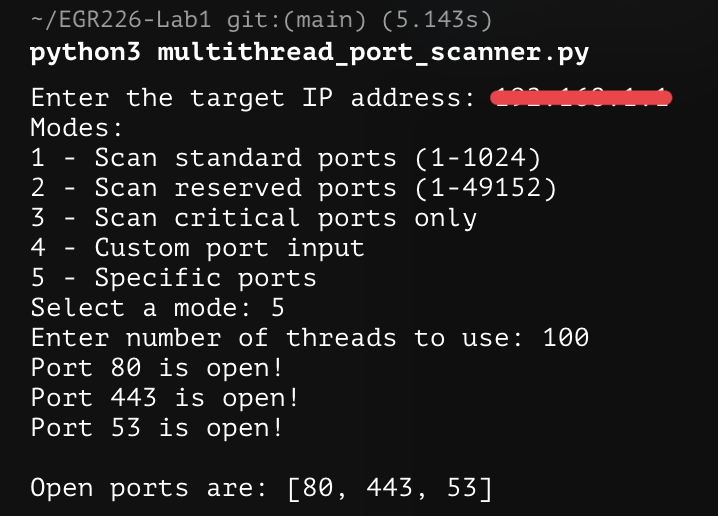 ~/EGR226-Lab1 git:(main) (5.143s)
python3 multithread_port_scanner.py
Enter the target IP address:
Modes:
1 - Scan standard ports (1-1024)
2 - Scan reserved ports (1-49152)
3 - Scan critical ports only
4 - Custom port input
5 - Specific ports
Select a mode: 5
Enter number of threads to use: 100
Port 80 is open!
Port 443 is open!
Port 53 is open!
Open ports are: [80, 443, 53]